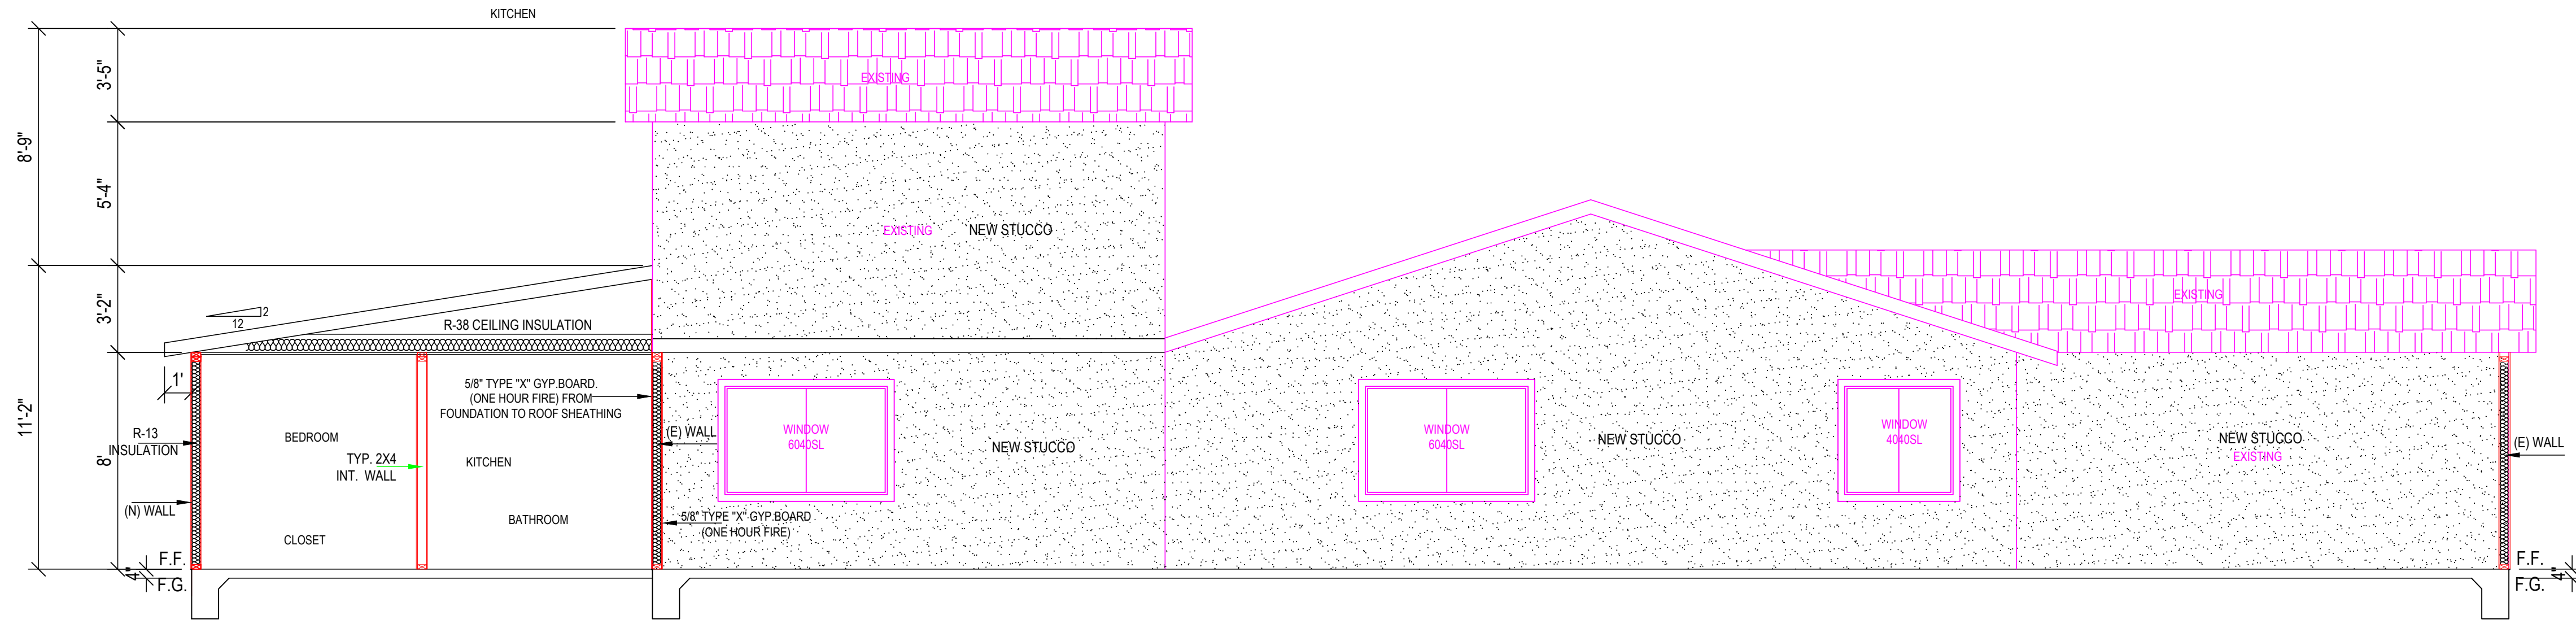 KITCHEN
3'-5"
8'-9"
5'-4"
3'-2"
11'-2"
8'
1'
4"
EXISTING
EXISTING NEW STUCCO
2
12
R-38 CEILING INSULATION
EXISTING
5/8" TYPE "X" GYP.BOARD.
(ONE HOUR FIRE) FROM
FOUNDATION TO ROOF SHEATHING
R-13
INSULATION
BEDROOM
TYP. 2X4
INT. WALL
KITCHEN
(E) WALL
WINDOW
6040SL
NEW STUCCO
WINDOW
6040SL
NEW STUCCO
WINDOW
4040SL
NEW STUCCO
EXISTING
(E) WALL
(N) WALL
BATHROOM
5/8" TYPE "X" GYP.BOARD
(ONE HOUR FIRE)
CLOSET
F.F.
F.G.
F.F.
4"
F.G.